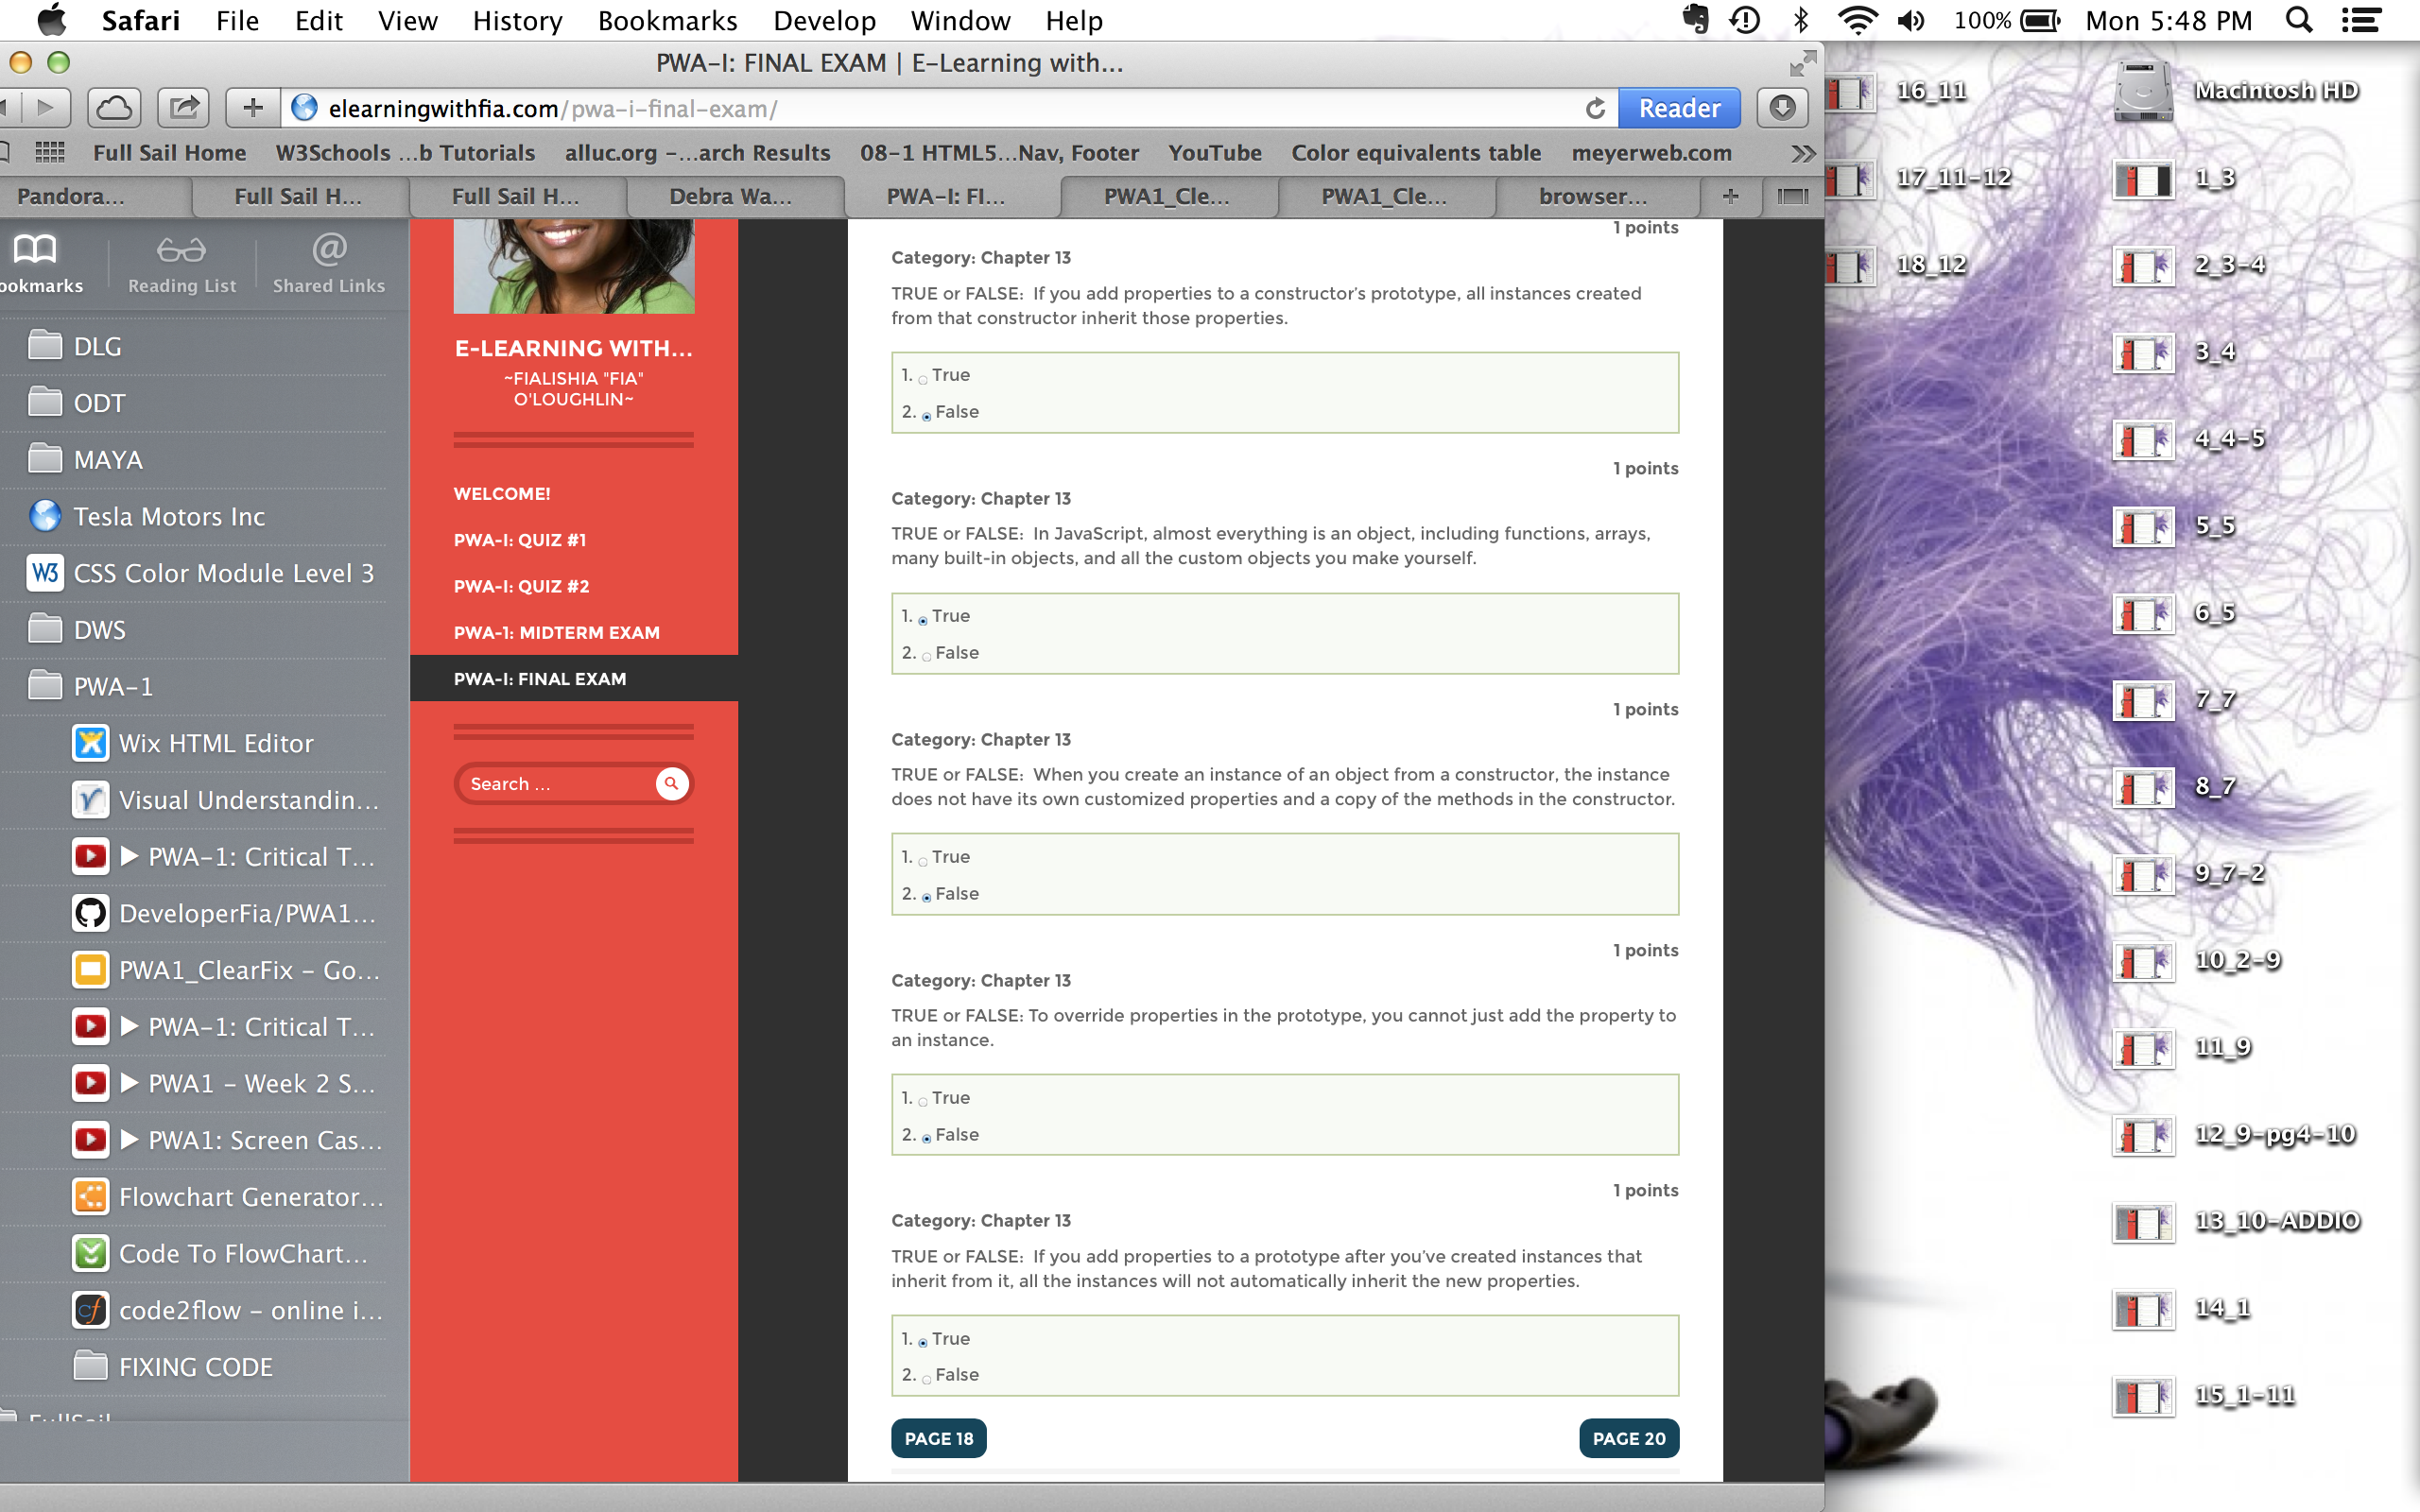 Safari File Edit View History Bookmarks Develop Window Help 100% Mon 5:48 PM
PWA-I: FINAL EXAM | E-Learning with...
elearningwithfia.com/pwa-i-final-exam/ Reader
Full Sail Home W3Schools ...b Tutorials alluc.org -...arch Results 08-1 HTML5...Nav, Footer YouTube Color equivalents table meyerweb.com
Pandora... Full Sail H... Full Sail H... Debra Wa... PWA-I: FI... PWA1_Cle... PWA1_Cle... browser...
ookmarks Reading List Shared Links
DLG
ODT
MAYA
Tesla Motors Inc
W3 CSS Color Module Level 3
DWS
PWA-1
Wix HTML Editor
Visual Understandin...
▶ PWA-1: Critical T...
DeveloperFia/PWA1...
PWA1_ClearFix - Go...
▶ PWA-1: Critical T...
▶ PWA1 - Week 2 S...
▶ PWA1: Screen Cas...
Flowchart Generator...
Code To FlowChart...
cf code2flow - online i...
FIXING CODE
FullSail
E-LEARNING WITH...
~FIALISHIA "FIA"
O'LOUGHLIN~
WELCOME!
PWA-I: QUIZ #1
PWA-I: QUIZ #2
PWA-1: MIDTERM EXAM
PWA-I: FINAL EXAM
Search ...
1 points
Category: Chapter 13
TRUE or FALSE: If you add properties to a constructor's prototype, all instances created
from that constructor inherit those properties.
1. True
2. False
1 points
Category: Chapter 13
TRUE or FALSE: In JavaScript, almost everything is an object, including functions, arrays,
many built-in objects, and all the custom objects you make yourself.
1. True
2. False
1 points
Category: Chapter 13
TRUE or FALSE: When you create an instance of an object from a constructor, the instance
does not have its own customized properties and a copy of the methods in the constructor.
1. True
2. False
1 points
Category: Chapter 13
TRUE or FALSE: To override properties in the prototype, you cannot just add the property to
an instance.
1. True
2. False
1 points
Category: Chapter 13
TRUE or FALSE: If you add properties to a prototype after you've created instances that
inherit from it, all the instances will not automatically inherit the new properties.
1. True
2. False
PAGE 18 PAGE 20
16_11
17_11-12
18_12
Macintosh HD
1_3
2_3-4
3_4
4_4-5
5_5
6_5
7_7
8_7
9_7-2
10_2-9
11_9
12_9-pg4-10
13_10-ADDIO
14_1
15_1-11